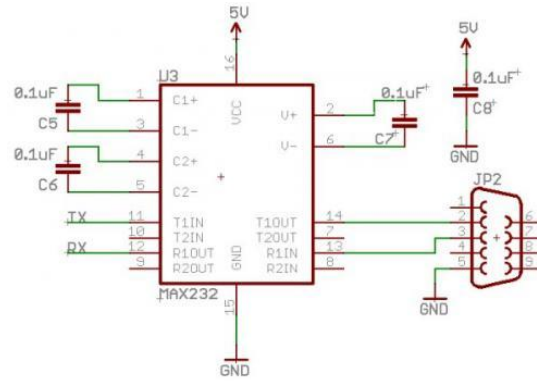 5V
U3
16
VCC
0.1uF
C5
1
C1+
3
C1-
0.1uF
C6
4
C2+
5
C2-
TX
11
T1IN
10
T2IN
RX
12
R1OUT
9
R2OUT
V+
2
V-
6
0.1uF
C7
T1OUT
14
T2OUT
7
R1IN
13
R2IN
8
GND
15
MAX232
GND
5V
0.1uF
C8
GND
JP2
1
2
3
4
5
6
7
8
9
GND